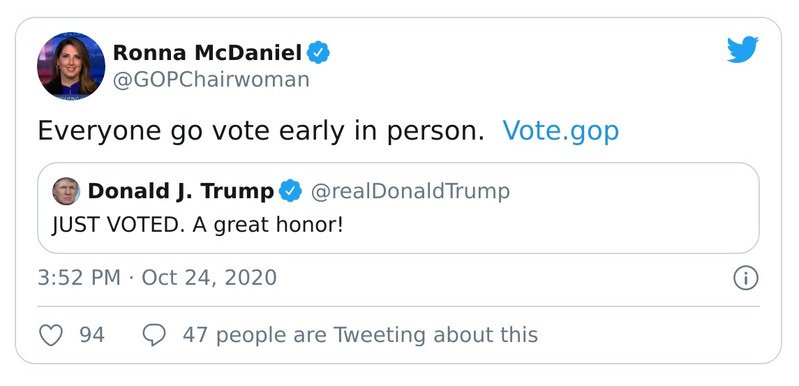 Ronna McDaniel
@GOPChairwoman
Everyone go vote early in person. Vote.gop
Donald J. Trump @realDonaldTrump
JUST VOTED. A great honor!
3:52 PM · Oct 24, 2020
94 47 people are Tweeting about this